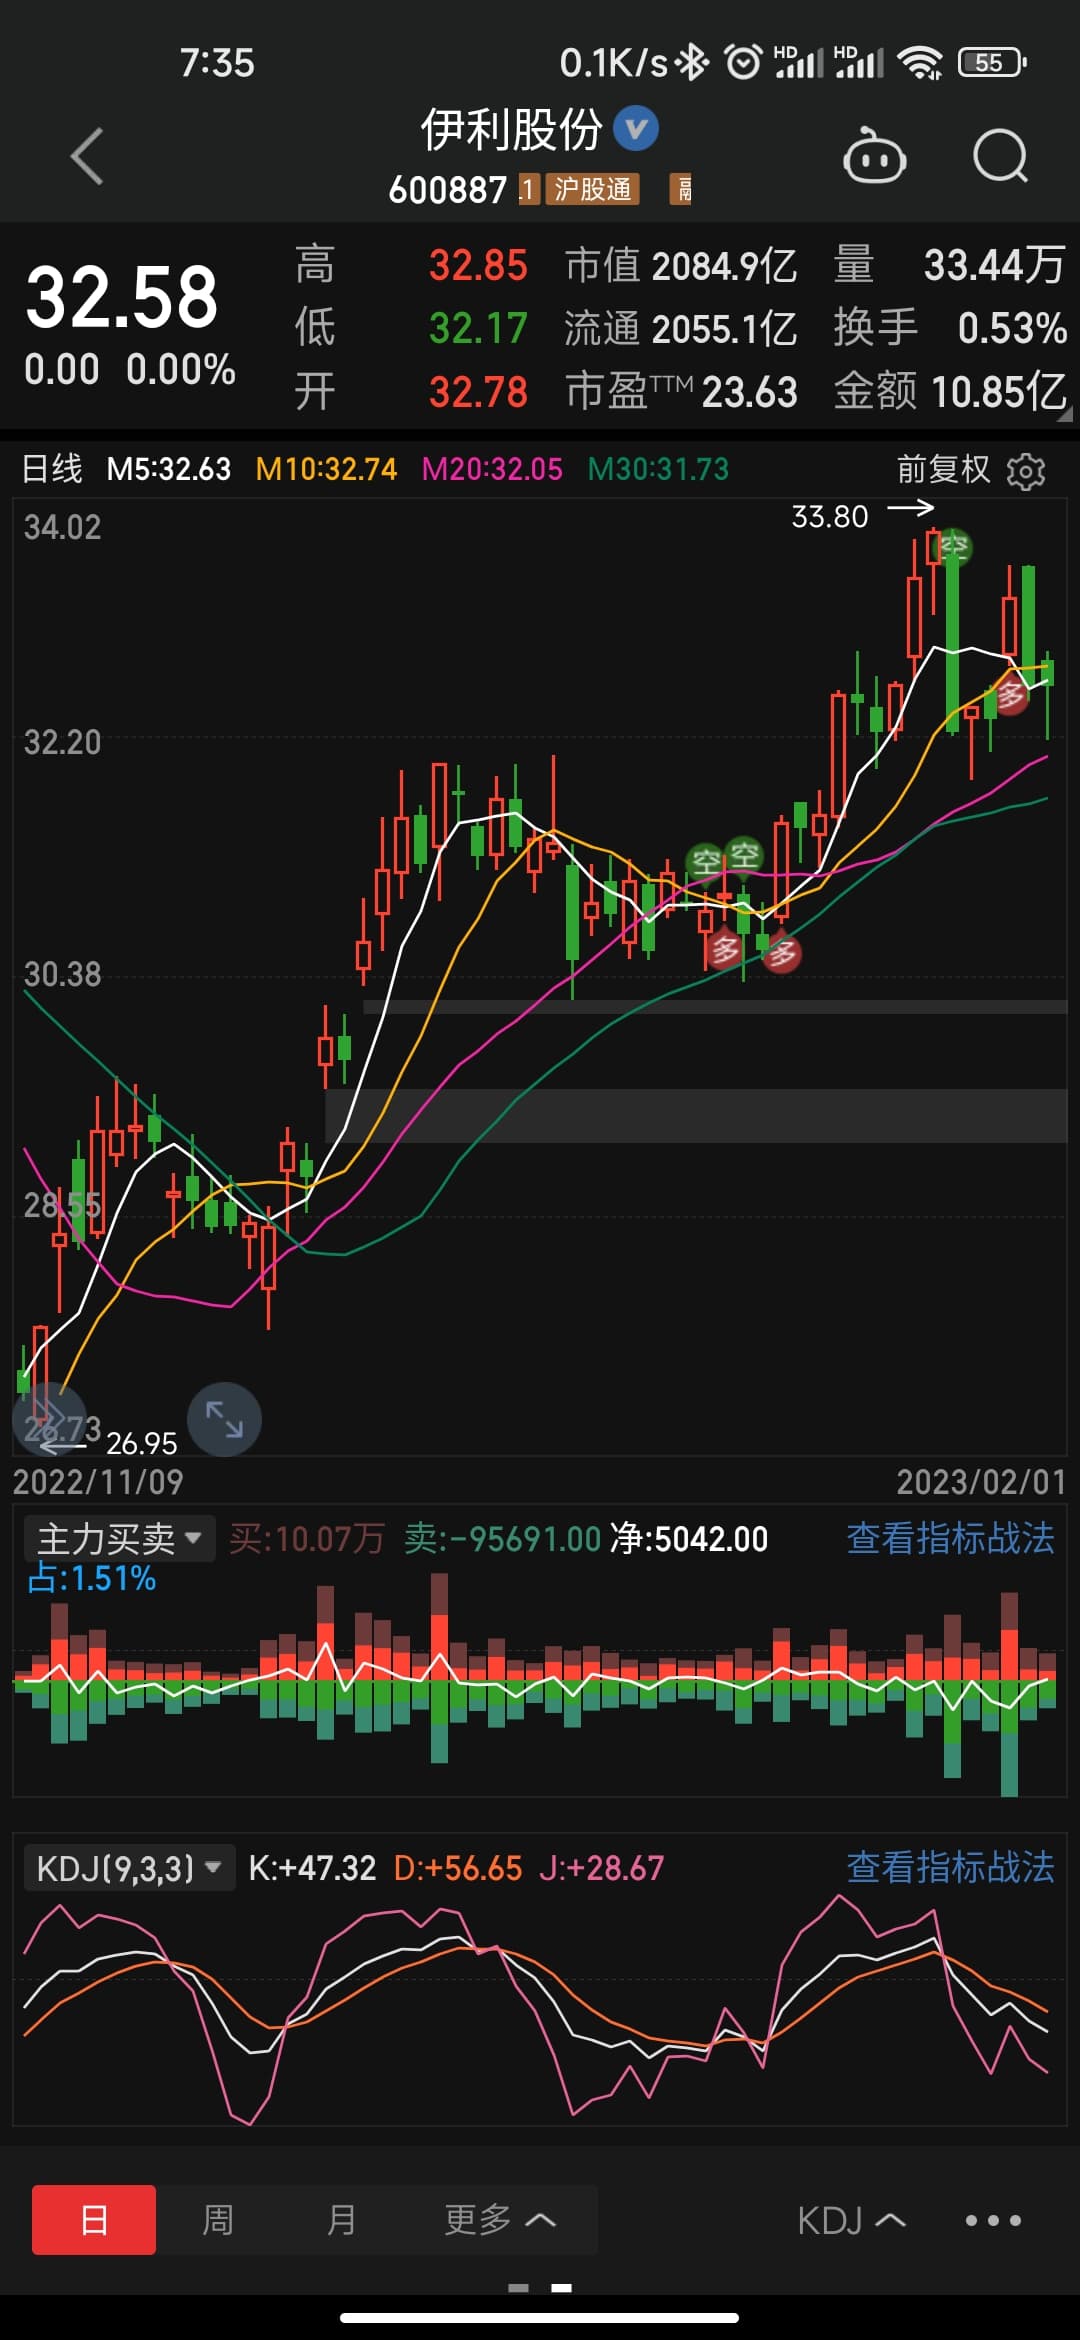 7:35 0.1K/s HD HD 55
伊利股份
600887 沪股通
32.58 高 32.85 市值 2084.9亿 量 33.44万
0.00 0.00% 低 32.17 流通 2055.1亿 换手 0.53%
开 32.78 市盈TTM 23.63 金额 10.85亿
日线 M5:32.63 M10:32.74 M20:32.05 M30:31.73 前复权
34.02
33.80
空
32.20
多
空 空
多 多
30.38
28.55
26.73
26.95
2022/11/09 2023/02/01
主力买卖 买:10.07万 卖:-95691.00 净:5042.00 查看指标战法
占:1.51%
KDJ(9,3,3) K:+47.32 D:+56.65 J:+28.67 查看指标战法
日 周 月 更多 KDJ